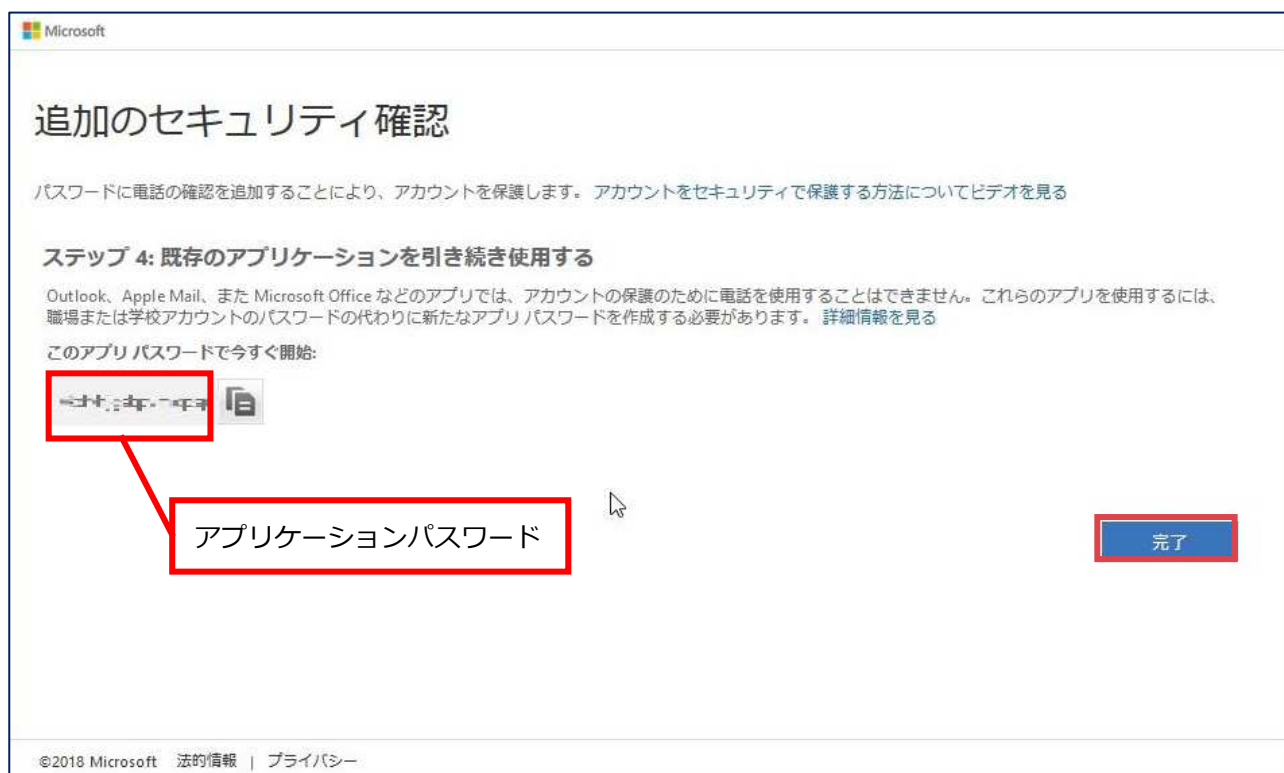 Microsoft
追加のセキュリティ確認
パスワードに電話の確認を追加することにより、アカウントを保護します。 アカウントをセキュリティで保護する方法についてビデオを見る
ステップ 4: 既存のアプリケーションを引き続き使用する
Outlook、Apple Mail、また Microsoft Office などのアプリでは、アカウントの保護のために電話を使用することはできません。これらのアプリを使用するには、
職場または学校アカウントのパスワードの代わりに新たなアプリ パスワードを作成する必要があります。 詳細情報を見る
このアプリ パスワードで今すぐ開始:
アプリケーションパスワード
完了
©2018 Microsoft 法的情報 | プライバシー